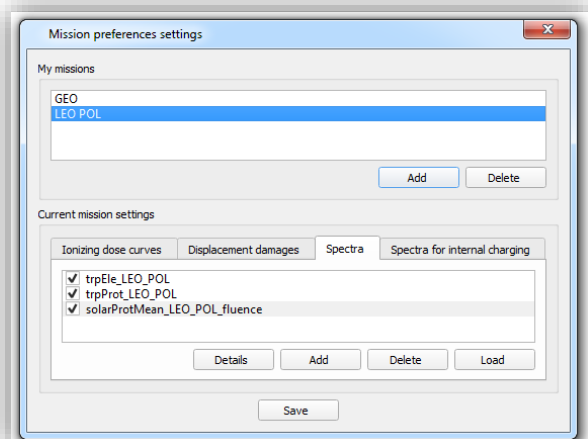 Mission preferences settings
My missions
GEO
LEO POL
Add Delete
Current mission settings
Ionizing dose curves Displacement damages Spectra Spectra for internal charging
trpEle_LEO_POL
trpProt_LEO_POL
solarProtMean_LEO_POL_fluence
Details Add Delete Load
Save